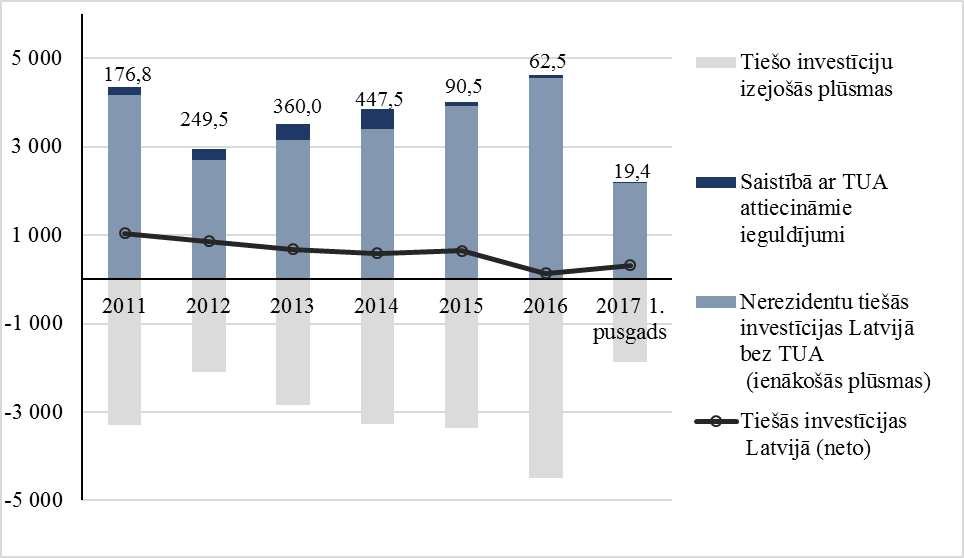 5 000
3 000
1 000
-1 000
-3 000
-5 000
176,8
249,5
360,0
447,5
90,5
62,5
19,4
2011
2012
2013
2014
2015
2016
2017 1.
pusgads
Tiešo investīciju
izejošās plūsmas
Saistībā ar TUA
attiecināmie
ieguldījumi
Nerezidentu tiešās
investīcijas Latvijā
bez TUA
(ienākošās plūsmas)
Tiešās investīcijas
Latvijā (neto)